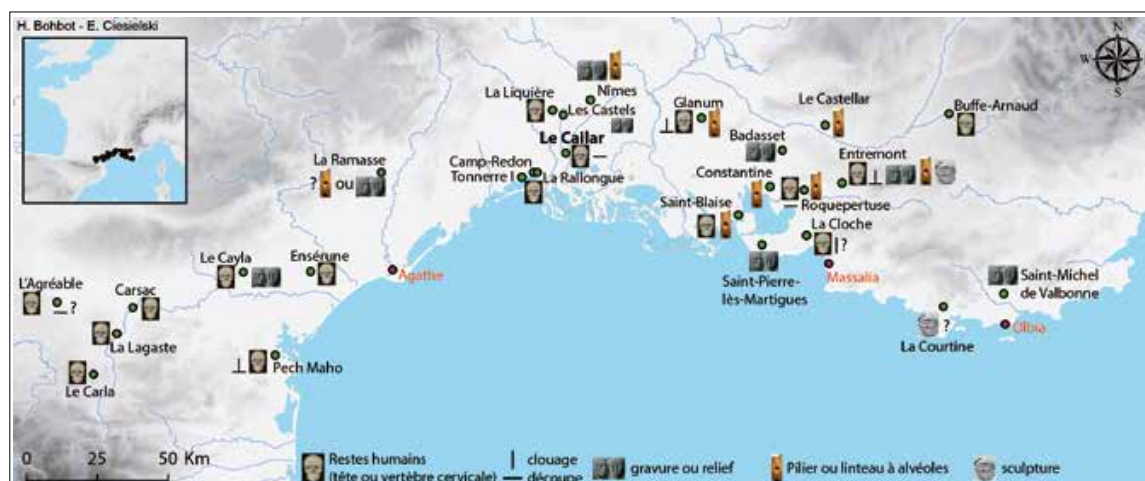 H. Bohbot - E. Ciesielski
N
W
S
Nîmes
La Liquière
Les Castels
Glanum
Le Castellar
Buffe-Arnaud
Le Cailar
Badasset
La Ramasse
? ou
Camp-Redon
Tonnerre I
La Rallongue
Constantine
Entremont
Saint-Blaise
Roquepertuse
La Cloche
?
Le Cayla
Ensérune
Agathe
Saint-Pierre-
lès-Martigues
Massalia
Saint-Michel
de Valbonne
L'Agréable
?
Carsac
La Lagaste
?
Olbia
La Courtine
Pech Maho
Le Carla
0 25 50 Km
Restes humains
(tête ou vertèbre cervicale)
clouage
découpe
gravure ou relief
Pilier ou linteau à alvéoles
sculpture